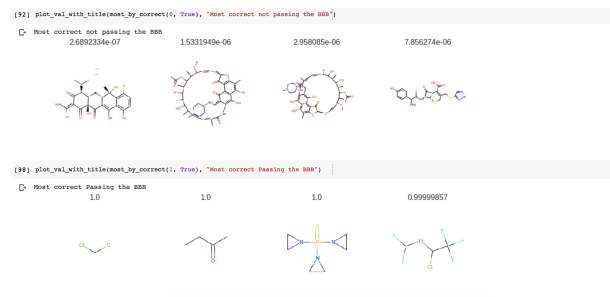 [92] plot_val_with_title(most_by_correct(0, True), "Most correct not passing the BBB")
Most correct not passing the BBB
2.6892334e-07 1.5331949e-06 2.958085e-06 7.856274e-06
[98] plot_val_with_title(most_by_correct(1, True), "Most correct Passing the BBB")
Most correct Passing the BBB
1.0 1.0 1.0 0.99999857